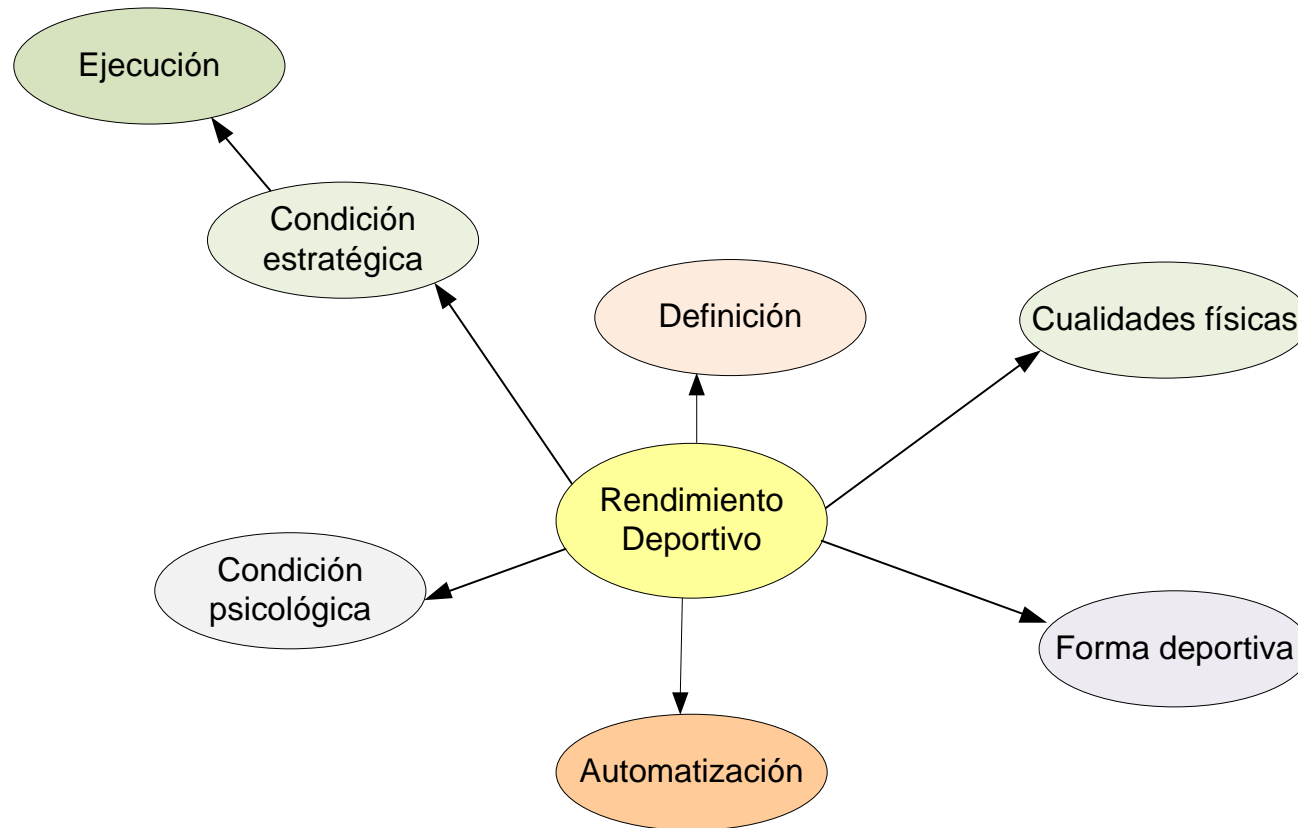 Ejecución
Condición
estratégica
Definición
Cualidades físicas
Rendimiento
Deportivo
Condición
psicológica
Forma deportiva
Automatización